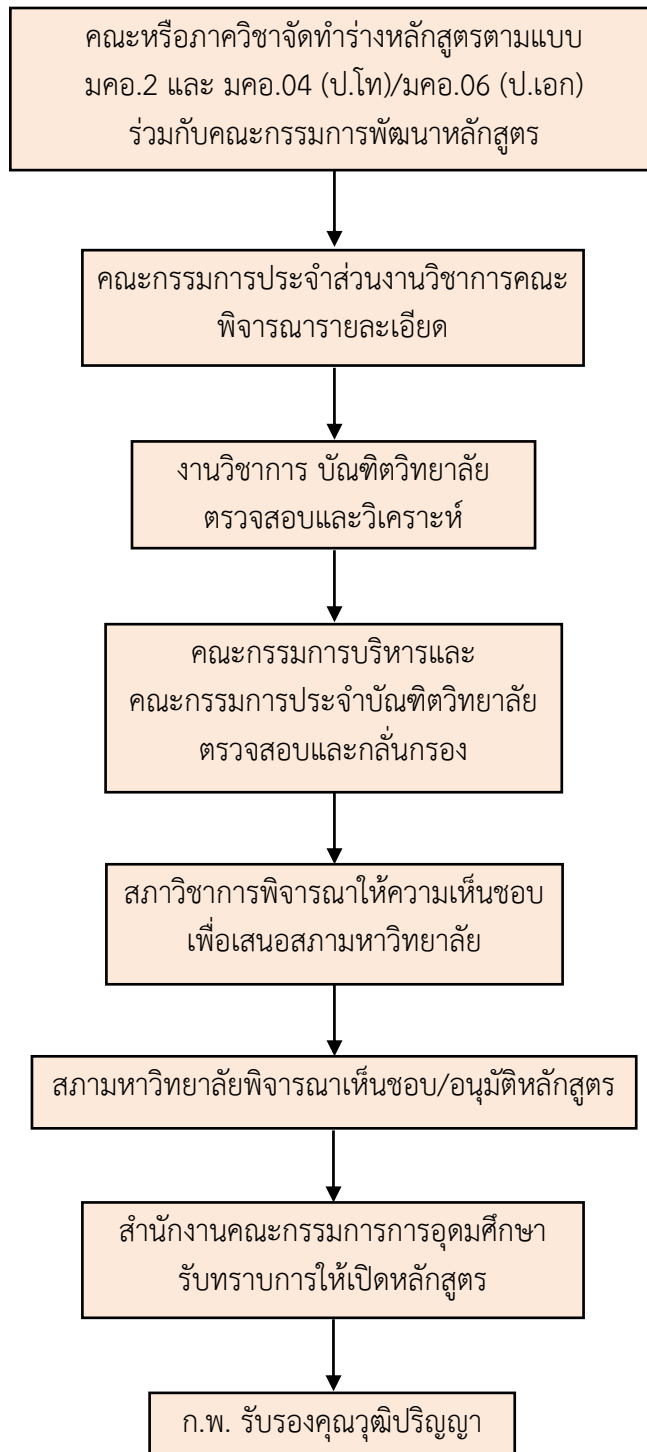 คณะหรือภาควิชาจัดทำร่างหลักสูตรตามแบบ
มคอ.2 และ มคอ.04 (ป.โท)/มคอ.06 (ป.เอก)
ร่วมกับคณะกรรมการพัฒนาหลักสูตร
คณะกรรมการประจำส่วนงานวิชาการคณะ
พิจารณารายละเอียด
งานวิชาการ บัณฑิตวิทยาลัย
ตรวจสอบและวิเคราะห์
คณะกรรมการบริหารและ
คณะกรรมการประจำบัณฑิตวิทยาลัย
ตรวจสอบและกลั่นกรอง
สภาวิชาการพิจารณาให้ความเห็นชอบ
เพื่อเสนอสภามหาวิทยาลัย
สภามหาวิทยาลัยพิจารณาเห็นชอบ/อนุมัติหลักสูตร
สำนักงานคณะกรรมการการอุดมศึกษา
รับทราบการให้เปิดหลักสูตร
ก.พ. รับรองคุณวุฒิปริญญา